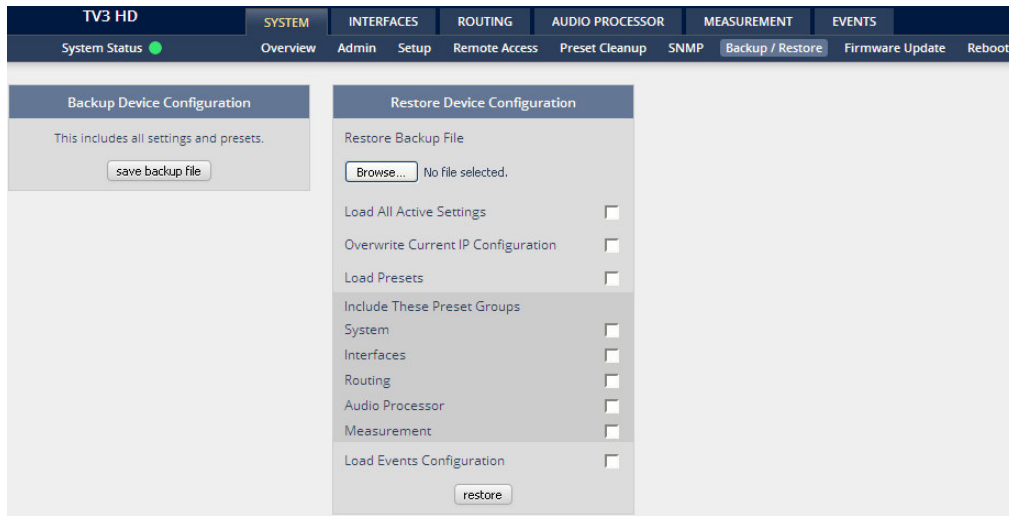 TV3 HD SYSTEM INTERFACES ROUTING AUDIO PROCESSOR MEASUREMENT EVENTS
System Status Overview Admin Setup Remote Access Preset Cleanup SNMP Backup / Restore Firmware Update Reboot
Backup Device Configuration
This includes all settings and presets.
save backup file
Restore Device Configuration
Restore Backup File
Browse... No file selected.
Load All Active Settings
Overwrite Current IP Configuration
Load Presets
Include These Preset Groups
System
Interfaces
Routing
Audio Processor
Measurement
Load Events Configuration
restore